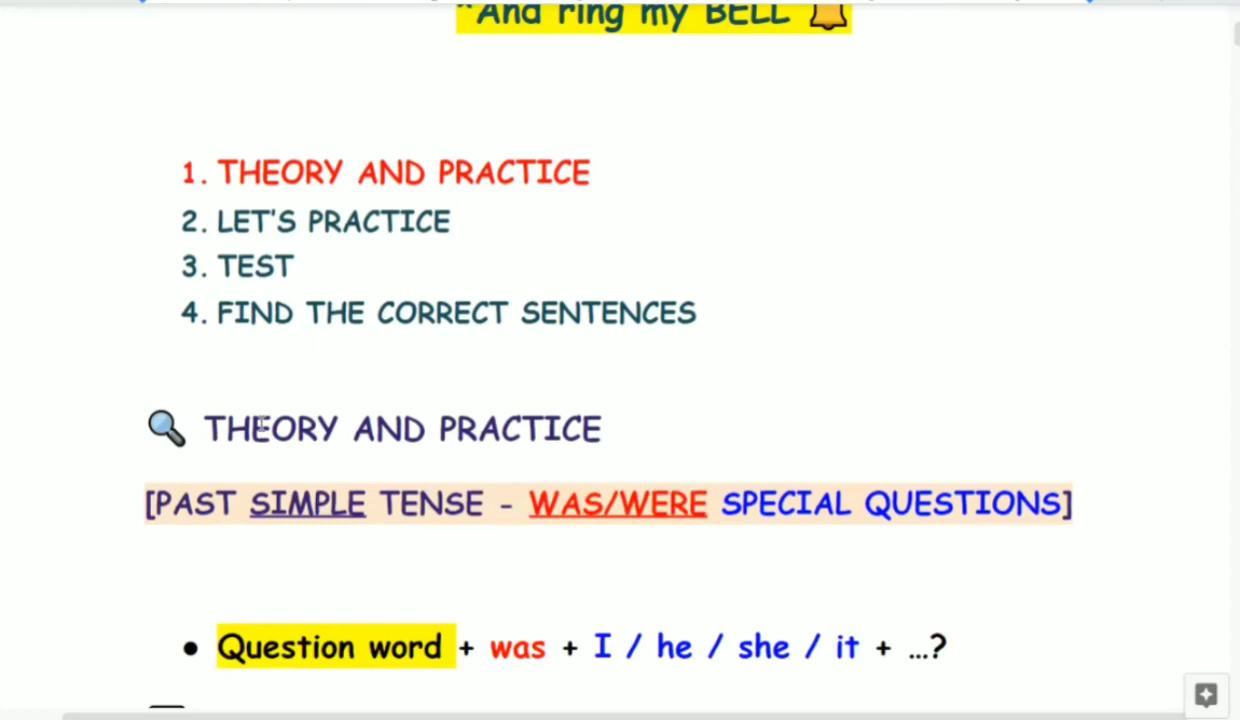 "And ring my BELL
1. THEORY AND PRACTICE
2. LET'S PRACTICE
3. TEST
4. FIND THE CORRECT SENTENCES
THEORY AND PRACTICE
[PAST SIMPLE TENSE - WAS/WERE SPECIAL QUESTIONS]
● Question word + was + I / he / she / it + ...?